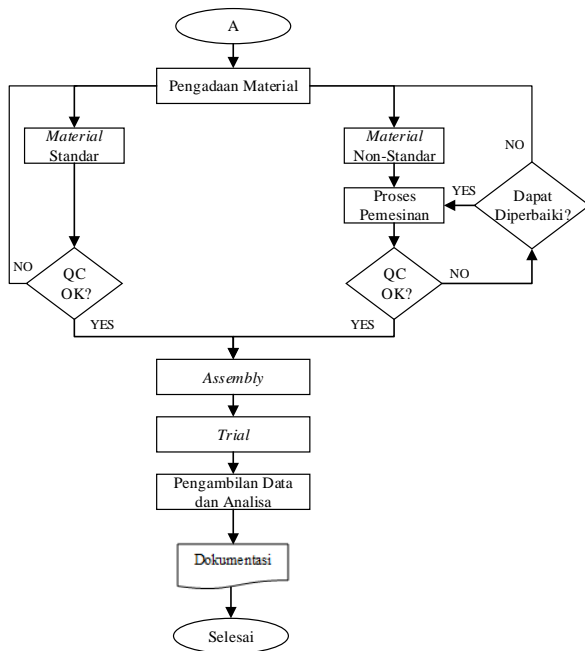 A
Pengadaan Material
Material
Standar
Material
Non-Standar
NO
Proses
Pemesinan
YES
Dapat
Diperbaiki?
NO
QC
OK?
QC
OK?
NO
YES
YES
Assembly
Trial
Pengambilan Data
dan Analisa
Dokumentasi
Selesai